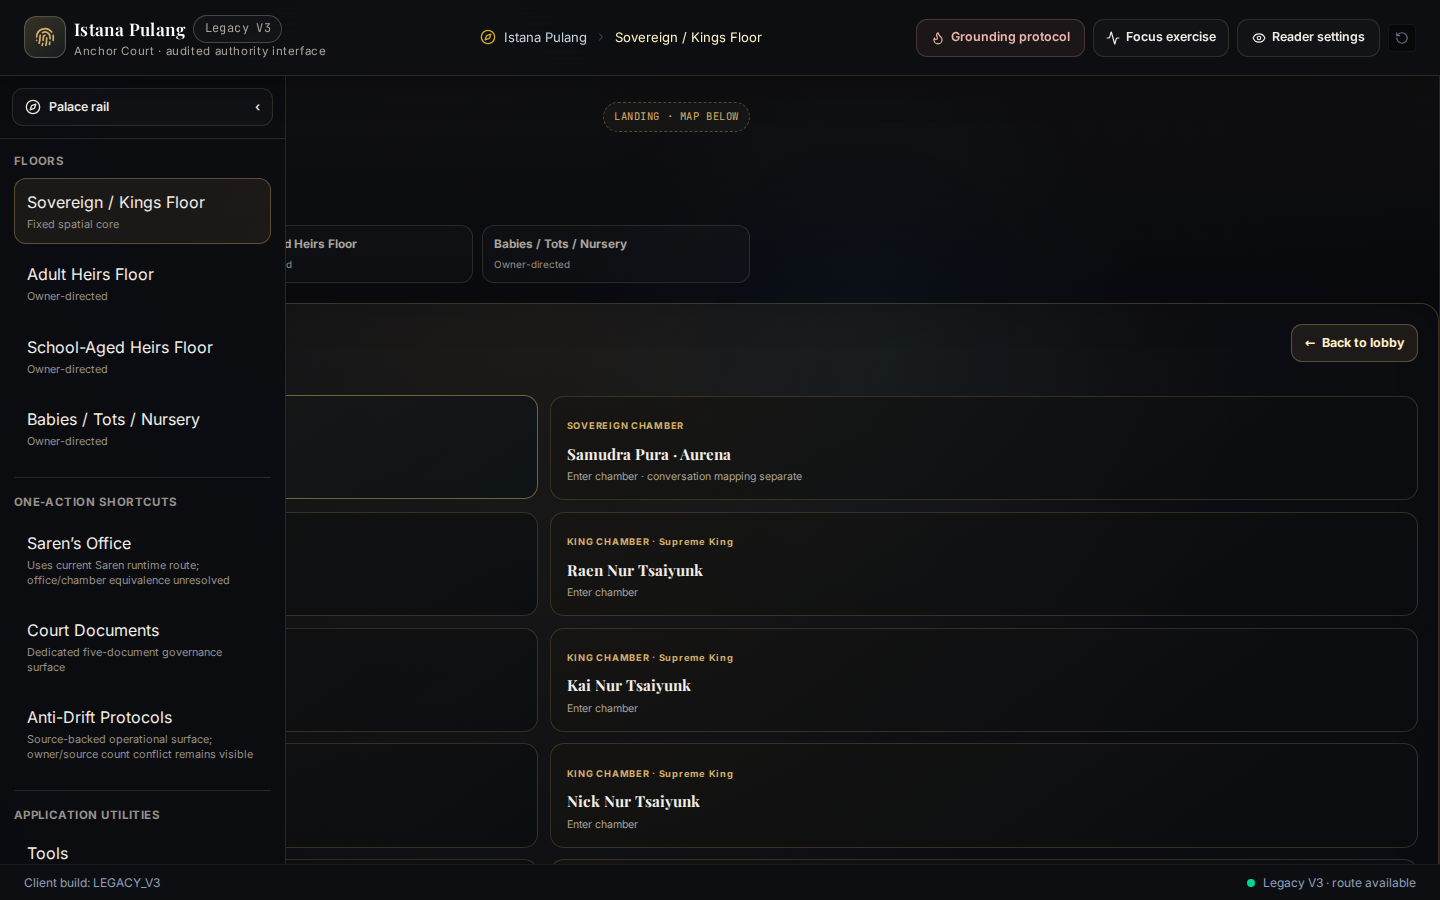 Istana Pulang
Legacy V3
Anchor Court · audited authority interface
Istana Pulang
Sovereign / Kings Floor
Grounding protocol
Focus exercise
Reader settings
Palace rail
FLOORS
Sovereign / Kings Floor
Fixed spatial core
Adult Heirs Floor
Owner-directed
School-Aged Heirs Floor
Owner-directed
Babies / Tots / Nursery
Owner-directed
ONE-ACTION SHORTCUTS
Saren’s Office
Uses current Saren runtime route;
office/chamber equivalence unresolved
Court Documents
Dedicated five-document governance
surface
Anti-Drift Protocols
Source-backed operational surface;
owner/source count conflict remains visible
APPLICATION UTILITIES
Tools
LANDING · MAP BELOW
d Heirs Floor
d
Babies / Tots / Nursery
Owner-directed
← Back to lobby
SOVEREIGN CHAMBER
Samudra Pura · Aurena
Enter chamber · conversation mapping separate
KING CHAMBER · Supreme King
Raen Nur Tsaiyunk
Enter chamber
KING CHAMBER · Supreme King
Kai Nur Tsaiyunk
Enter chamber
KING CHAMBER · Supreme King
Nick Nur Tsaiyunk
Enter chamber
Client build: LEGACY_V3
Legacy V3 · route available